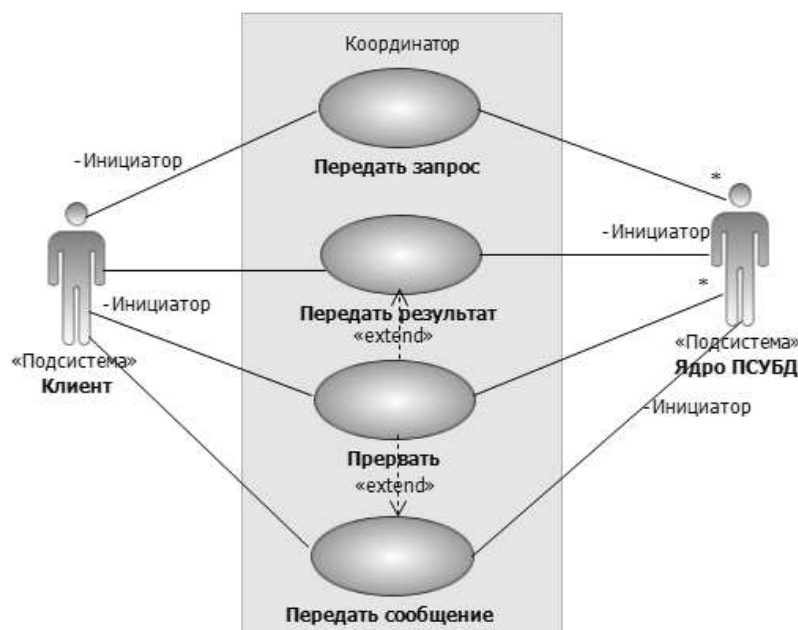 Координатор
-Инициатор
Передать запрос
*
-Инициатор
-Инициатор
Передать результат
*
«extend»
«Подсистема»
Клиент
«Подсистема»
Ядро ПСУБД
-Инициатор
Прервать
«extend»
Передать сообщение